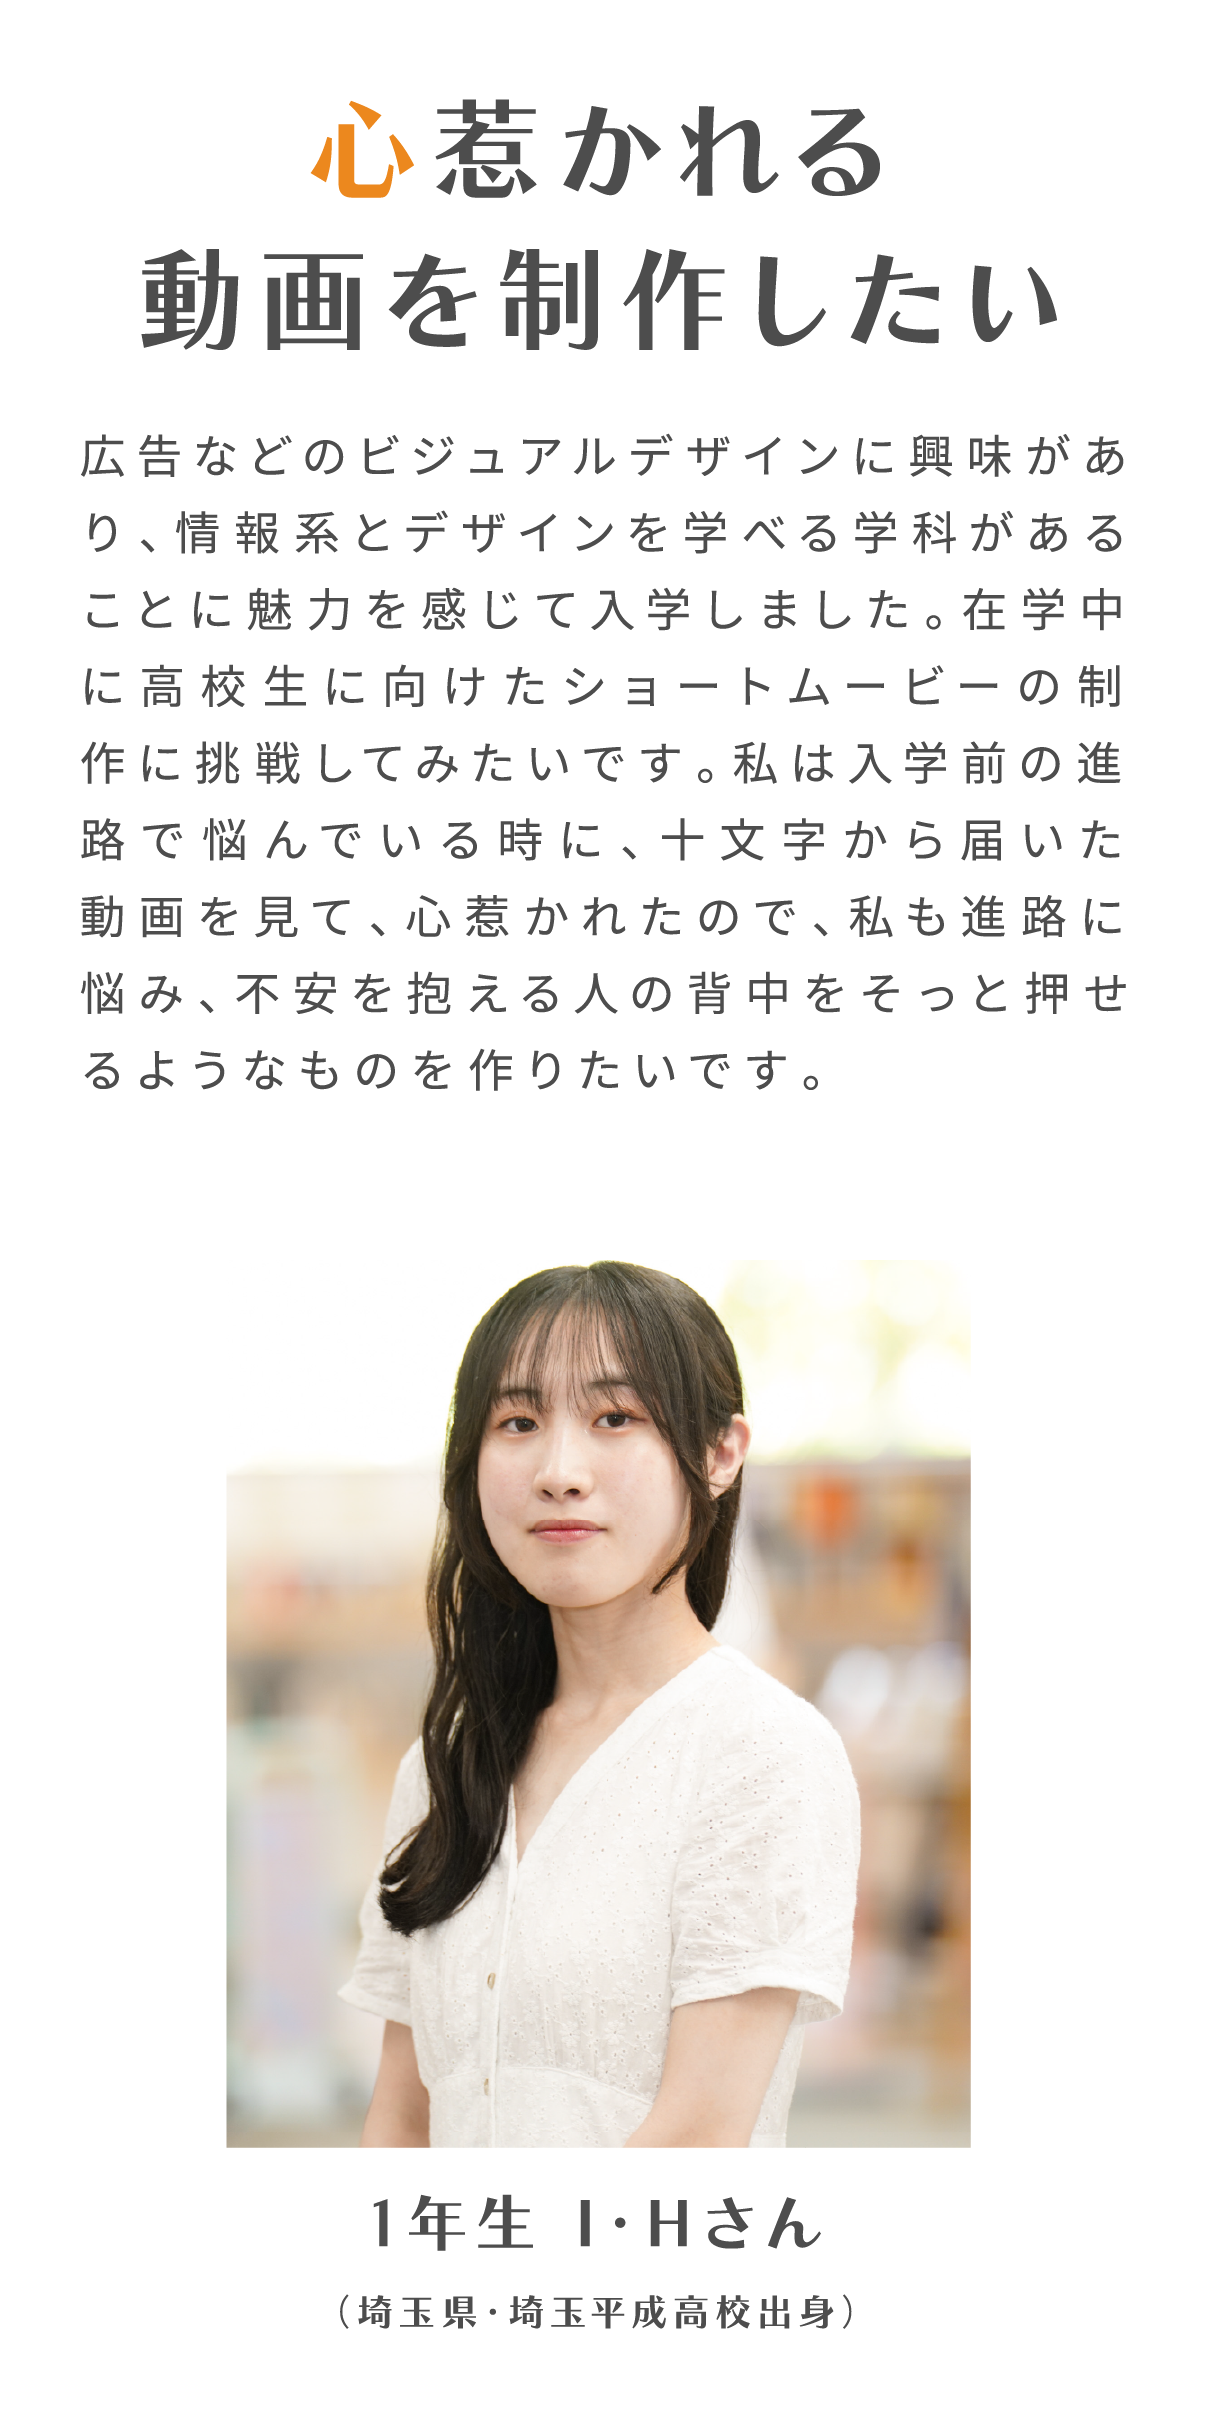 心惹かれる
動画を制作したい
広告などのビジュアルデザインに興味があ
り、情報系とデザインを学べる学科がある
ことに魅力を感じて入学しました。在学中
に高校生に向けたショートムービーの制
作に挑戦してみたいです。私は入学前の進
路で悩んでいる時に、十文字から届いた
動画を見て、心惹かれたので、私も進路に
悩み、不安を抱える人の背中をそっと押せ
るようなものを作りたいです。
1年生 I・Hさん
（埼玉県・埼玉平成高校出身）